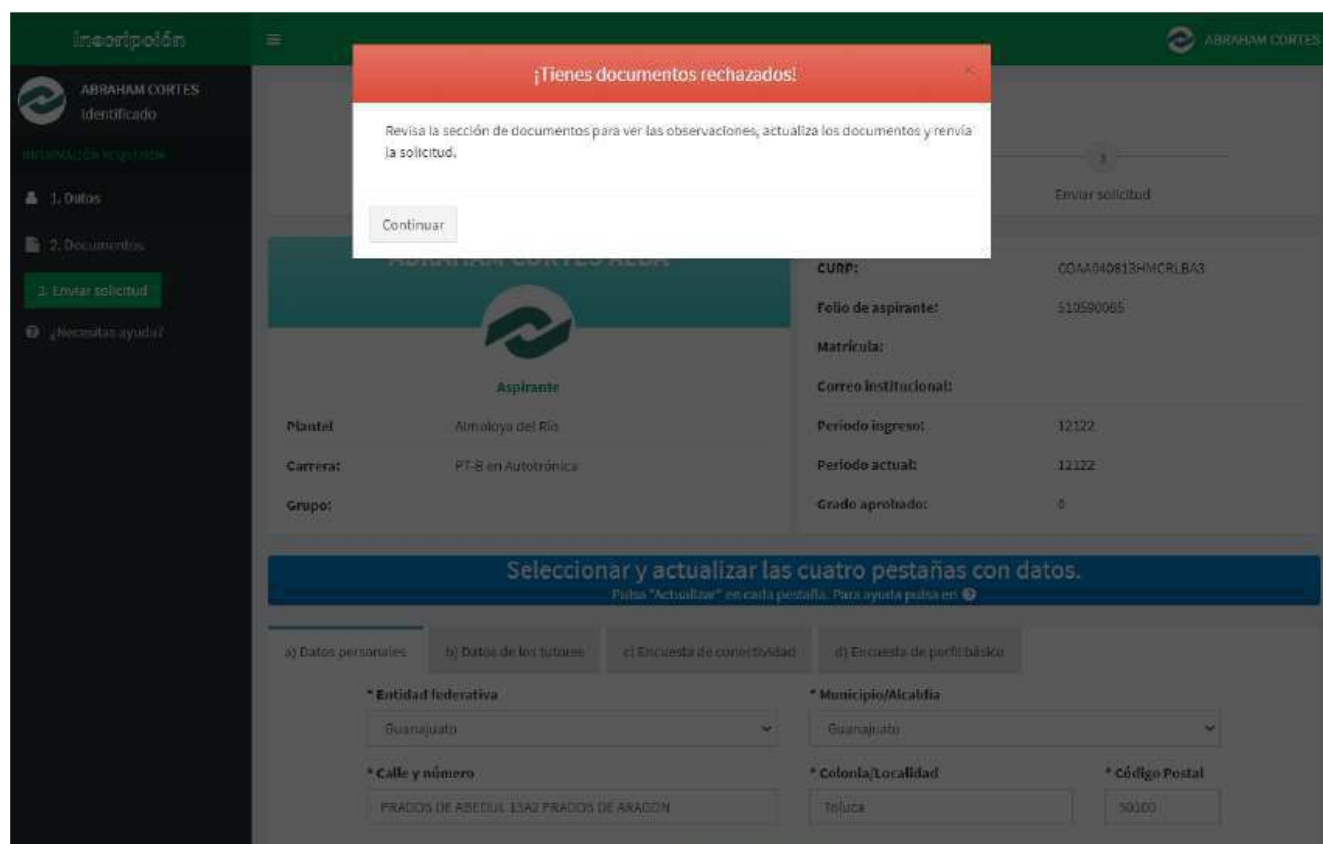 Inscripción
ABRAHAM CORTES
ABRAHAM CORTES
Identificado
¡Tienes documentos rechazados!
×
Revisa la sección de documentos para ver las observaciones, actualiza los documentos y renvía
la solicitud.
Continuar
1. Datos
2. Documentos
3. Enviar solicitud
¿Necesitas ayuda?
3
Enviar solicitud
ABRAHAM CORTES ALBA
Aspirante
Plantel
Almoloya del Río
Carrera:
PT-B en Autotrónica
Grupo:
CURP:
COAA040813HMCRLBA3
Folio de aspirante:
510590065
Matrícula:
Correo institucional:
Periodo ingreso:
12122
Periodo actual:
12122
Grado aprobado:
0
Seleccionar y actualizar las cuatro pestañas con datos.
Pulsa "Actualizar" en cada pestaña. Para ayuda pulsa en
a) Datos personales
b) Datos de los tutores
c) Encuesta de conectividad
d) Encuesta de perfil básico
* Entidad federativa
* Municipio/Alcaldía
Guanajuato
Guanajuato
* Calle y número
* Colonia/Localidad
* Código Postal
PRADOS DE ABEDUL 13A2 PRADOS DE ARAGON
Toluca
50100